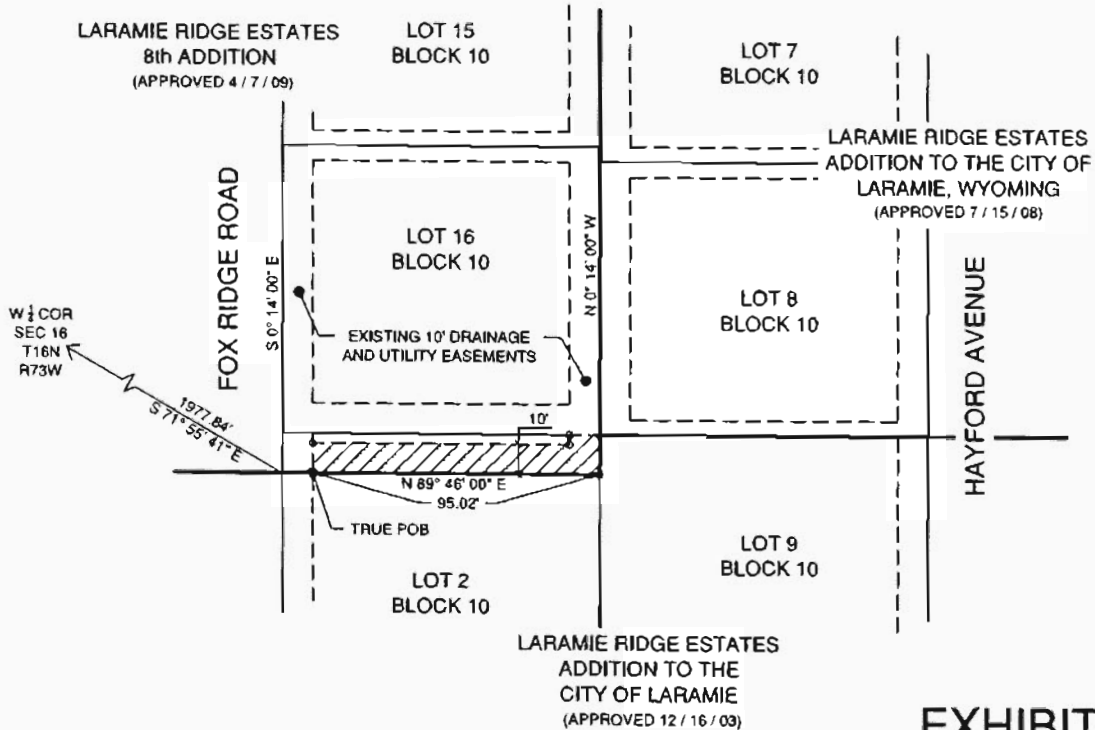 LARAMIE RIDGE ESTATES
8th ADDITION
(APPROVED 4 / 7 / 09)
LOT 15
BLOCK 10
LOT 7
BLOCK 10
LARAMIE RIDGE ESTATES
ADDITION TO THE CITY OF
LARAMIE, WYOMING
(APPROVED 7 / 15 / 08)
FOX RIDGE ROAD
S 0° 14' 00" E
LOT 16
BLOCK 10
N 0° 14' 00" W
LOT 8
BLOCK 10
HAYFORD AVENUE
W ¼ COR
SEC 16
T16N
R73W
EXISTING 10' DRAINAGE
AND UTILITY EASEMENTS
1977.84'
S 71° 55' 41" E
10'
N 89° 46' 00" E
95.02'
TRUE POB
LOT 2
BLOCK 10
LOT 9
BLOCK 10
LARAMIE RIDGE ESTATES
ADDITION TO THE
CITY OF LARAMIE
(APPROVED 12 / 16 / 03)
EXHIBIT